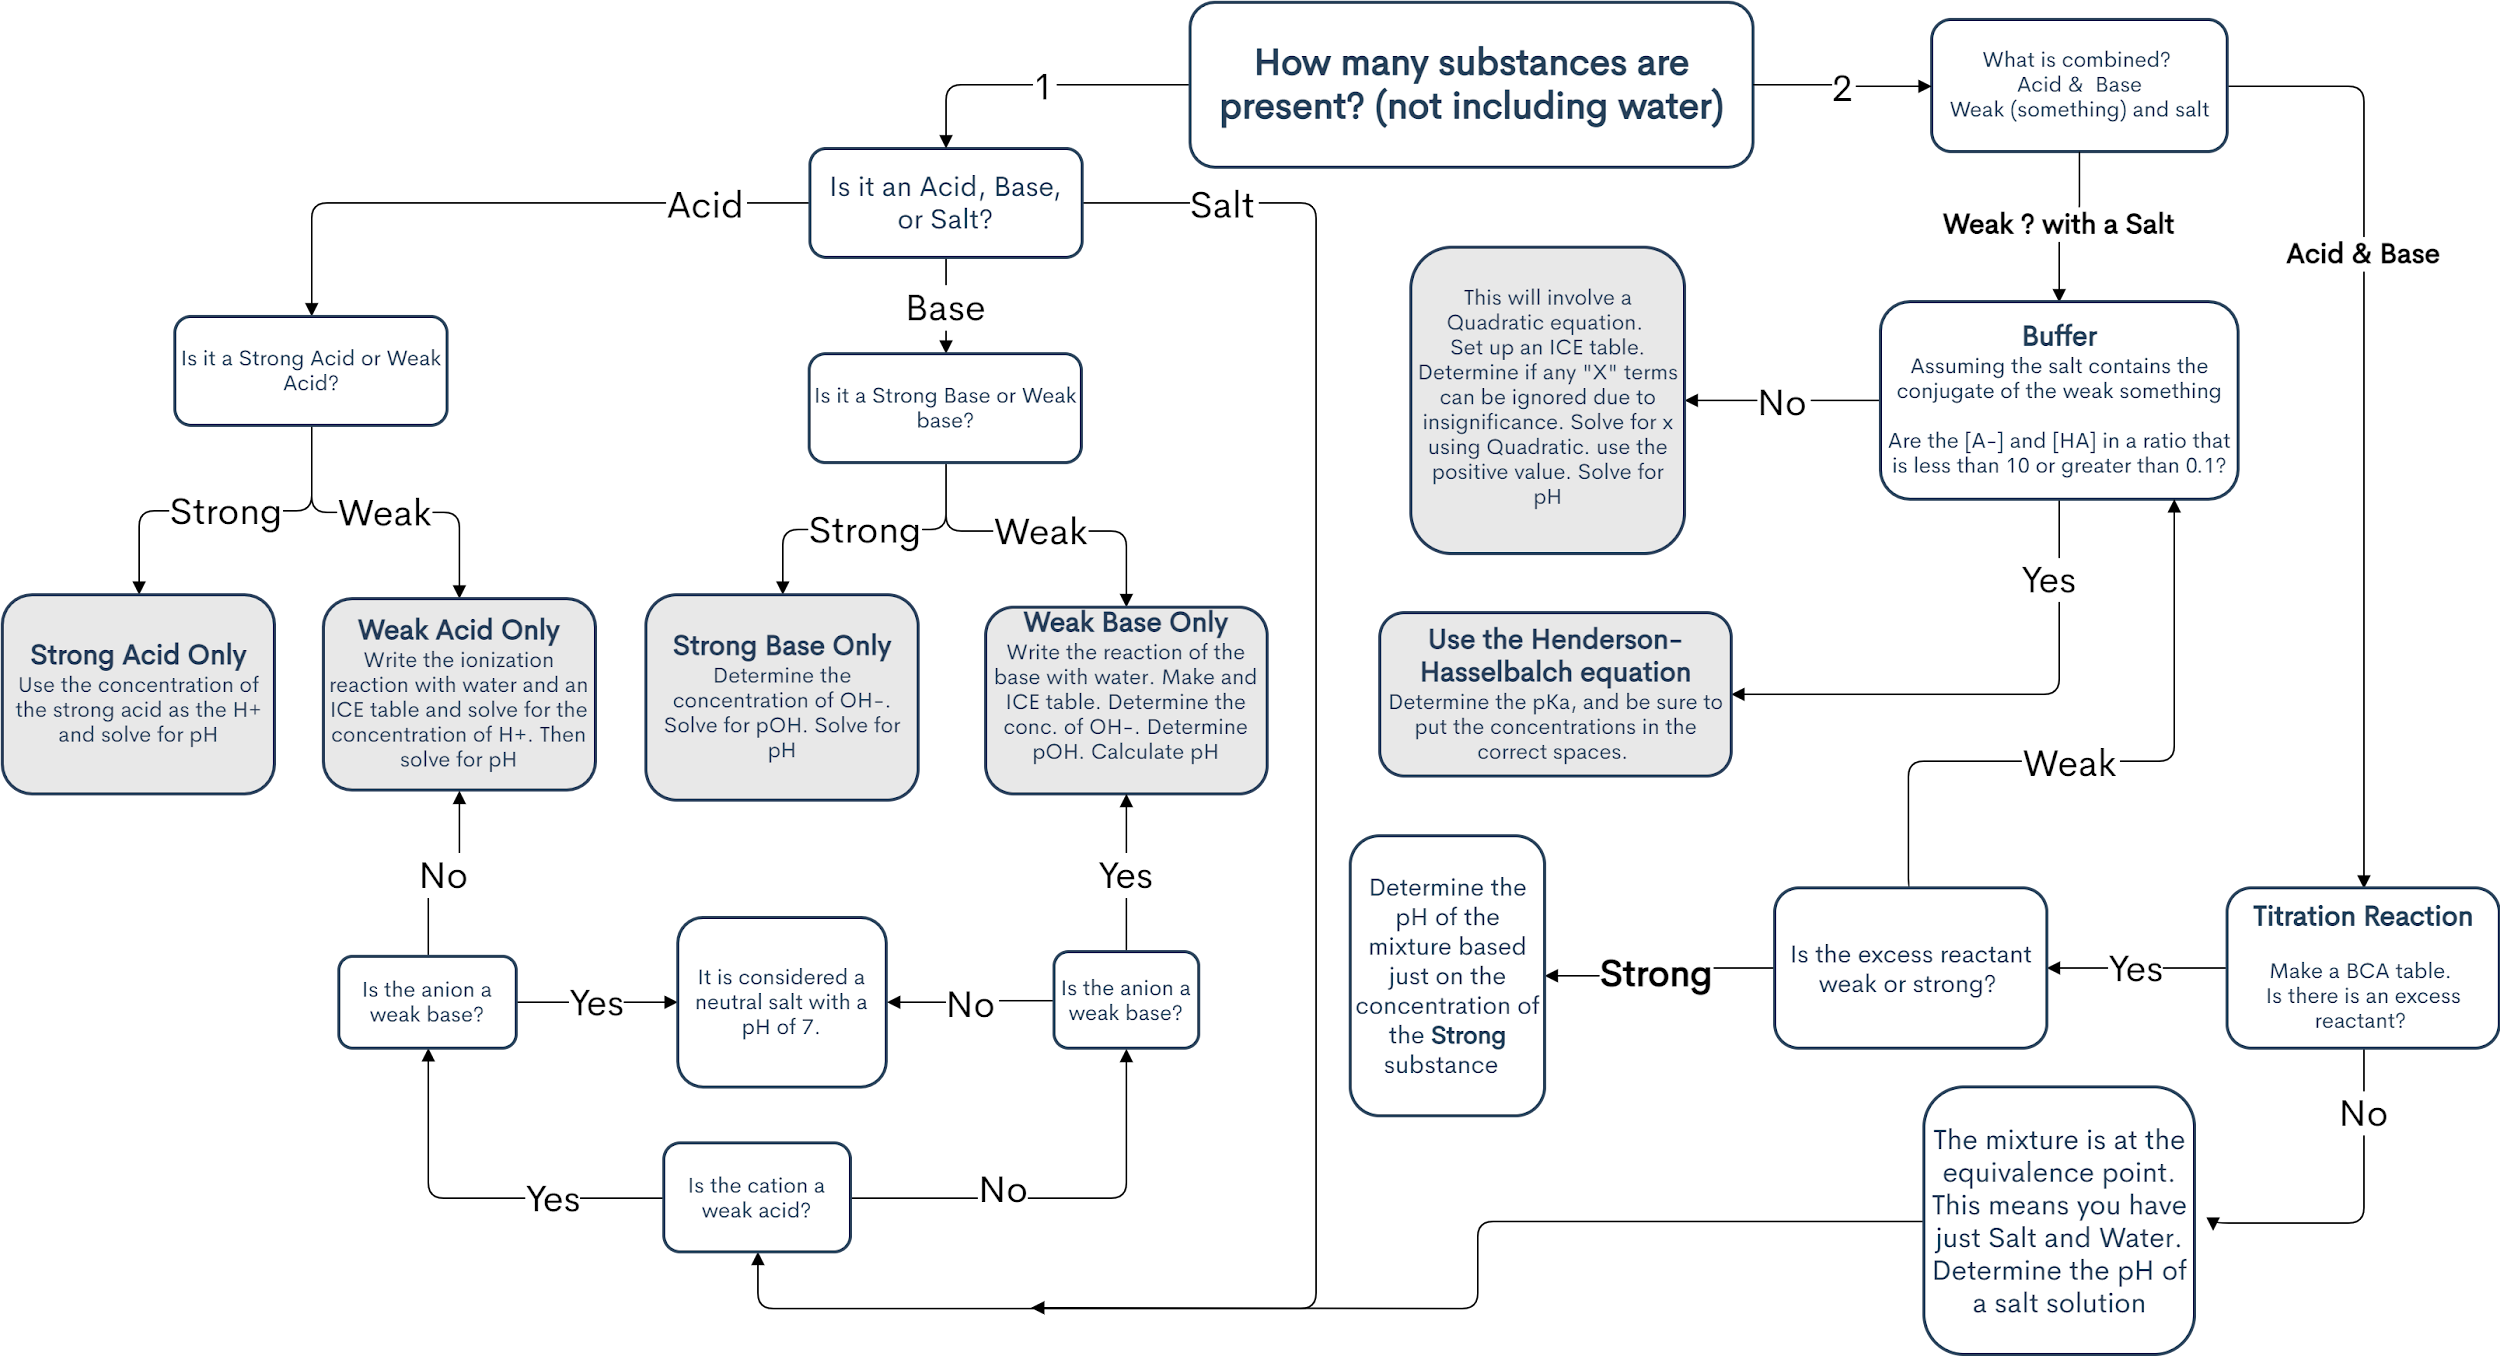 How many substances are
present? (not including water)
1
2
What is combined?
Acid & Base
Weak (something) and salt
Is it an Acid, Base,
or Salt?
Acid
Salt
Base
Weak ? with a Salt
Acid & Base
Is it a Strong Acid or Weak
Acid?
Is it a Strong Base or Weak
base?
This will involve a
Quadratic equation.
Set up an ICE table.
Determine if any "X" terms
can be ignored due to
insignificance. Solve for x
using Quadratic. use the
positive value. Solve for
pH
No
Buffer
Assuming the salt contains the
conjugate of the weak something
Are the [A-] and [HA] in a ratio that
is less than 10 or greater than 0.1?
Strong
Weak
Strong
Weak
Yes
Strong Acid Only
Use the concentration of
the strong acid as the H+
and solve for pH
Weak Acid Only
Write the ionization
reaction with water and an
ICE table and solve for the
concentration of H+. Then
solve for pH
Strong Base Only
Determine the
concentration of OH-.
Solve for pOH. Solve for
pH
Weak Base Only
Write the reaction of the
base with water. Make and
ICE table. Determine the
conc. of OH-. Determine
pOH. Calculate pH
Use the Henderson-
Hasselbalch equation
Determine the pKa, and be sure to
put the concentrations in the
correct spaces.
Weak
No
Yes
Is the anion a
weak base?
Yes
It is considered a
neutral salt with a
pH of 7.
No
Is the anion a
weak base?
Determine the
pH of the
mixture based
just on the
concentration of
the Strong
substance
Strong
Is the excess reactant
weak or strong?
Yes
Titration Reaction
Make a BCA table.
Is there is an excess
reactant?
No
Yes
Is the cation a
weak acid?
No
The mixture is at the
equivalence point.
This means you have
just Salt and Water.
Determine the pH of
a salt solution